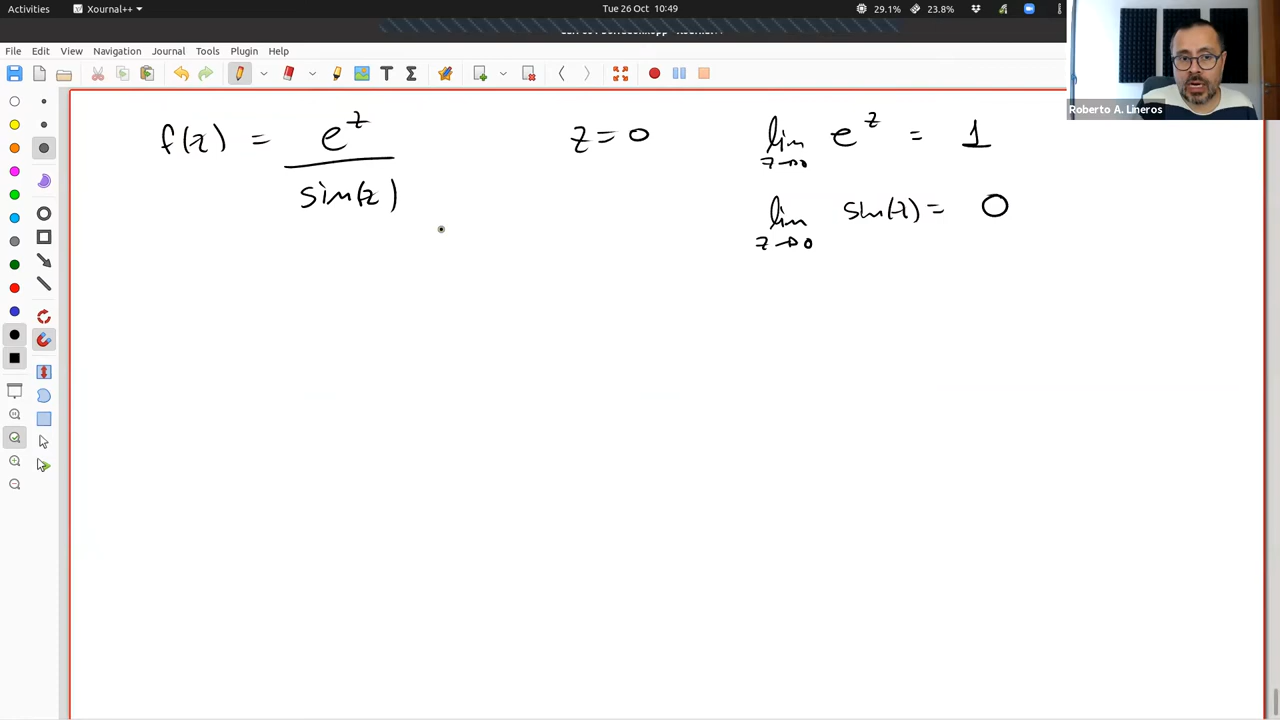 Activities Xournal++ Tue 26 Oct 10:49 29.1% 23.8%
File Edit View Navigation Journal Tools Plugin Help
Roberto A. Lineros
f(z) = e^z / sin(z)
z = 0
lim z→0 e^z = 1
lim z→0 sin(z) = 0